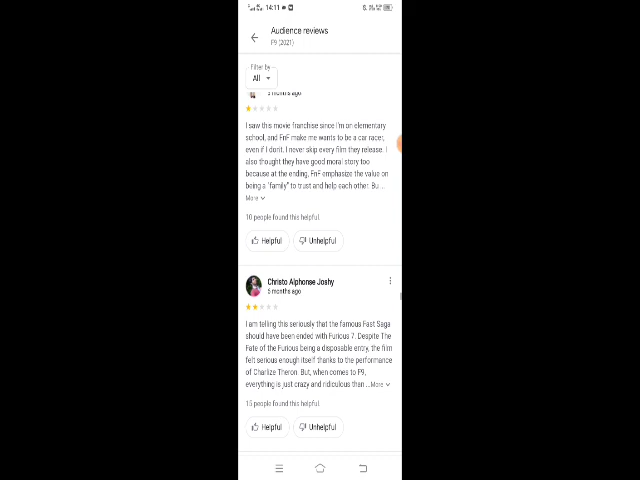 14:11
Audience reviews
F9 (2021)
Filter by
All
5 months ago
I saw this movie franchise since I'm on elementary
school, and FnF make me wants to be a car racer,
even if I don't. I never skip every film they release. I
also thought they have good moral story too
because at the ending, FnF emphasize the value on
being a "family" to trust and help each other. Bu ...
More
10 people found this helpful.
Helpful
Unhelpful
Christo Alphonse Joshy
5 months ago
I am telling this seriously that the famous Fast Saga
should have been ended with Furious 7. Despite The
Fate of the Furious being a disposable entry, the film
felt serious enough itself thanks to the performance
of Charlize Theron. But, when comes to F9,
everything is just crazy and ridiculous than ...More
15 people found this helpful.
Helpful
Unhelpful